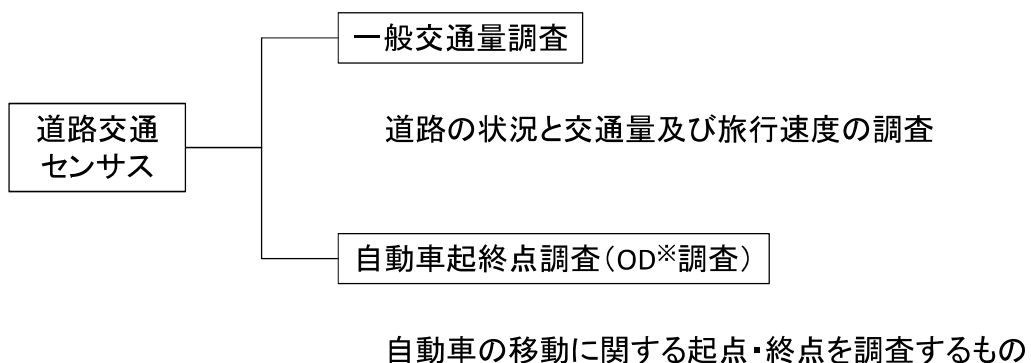 道路交通
センサス
一般交通量調査
道路の状況と交通量及び旅行速度の調査
自動車起終点調査(OD※調査)
自動車の移動に関する起点・終点を調査するもの